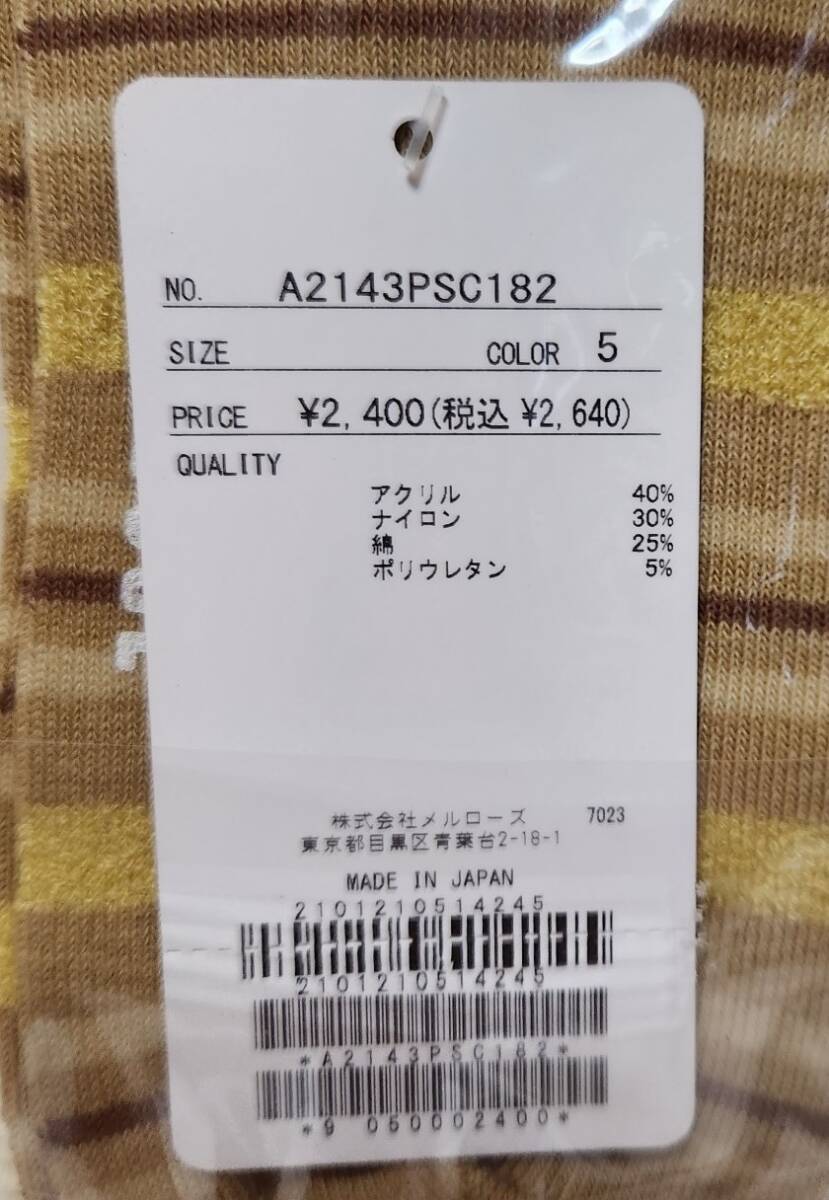 NO. A2143PSC182
SIZE COLOR 5
PRICE ¥2,400(税込 ¥2,640)
QUALITY
アクリル 40%
ナイロン 30%
綿 25%
ポリウレタン 5%
株式会社メルローズ 7023
東京都目黒区青葉台2-18-1
MADE IN JAPAN
2101210514245
2101210514245
*A2143PSC182*
*9 050002400*